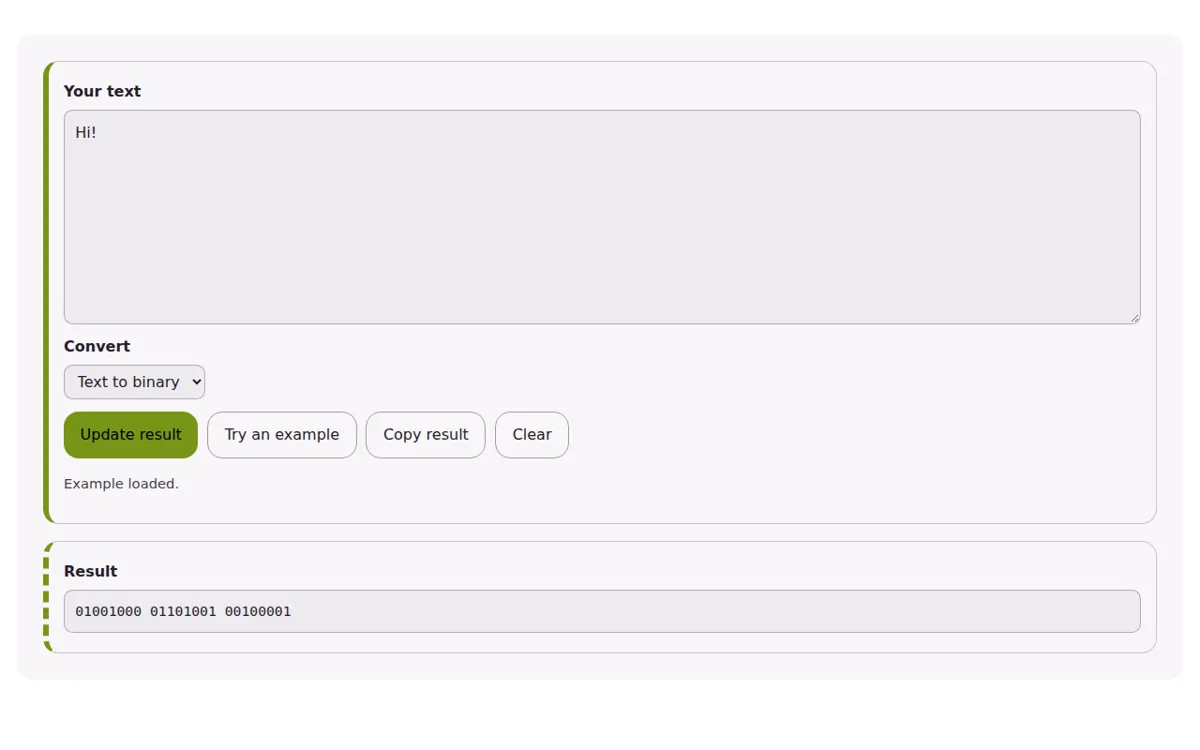 Your text
Hi!
Convert
Text to binary
Update result Try an example Copy result Clear
Example loaded.
Result
01001000 01101001 00100001